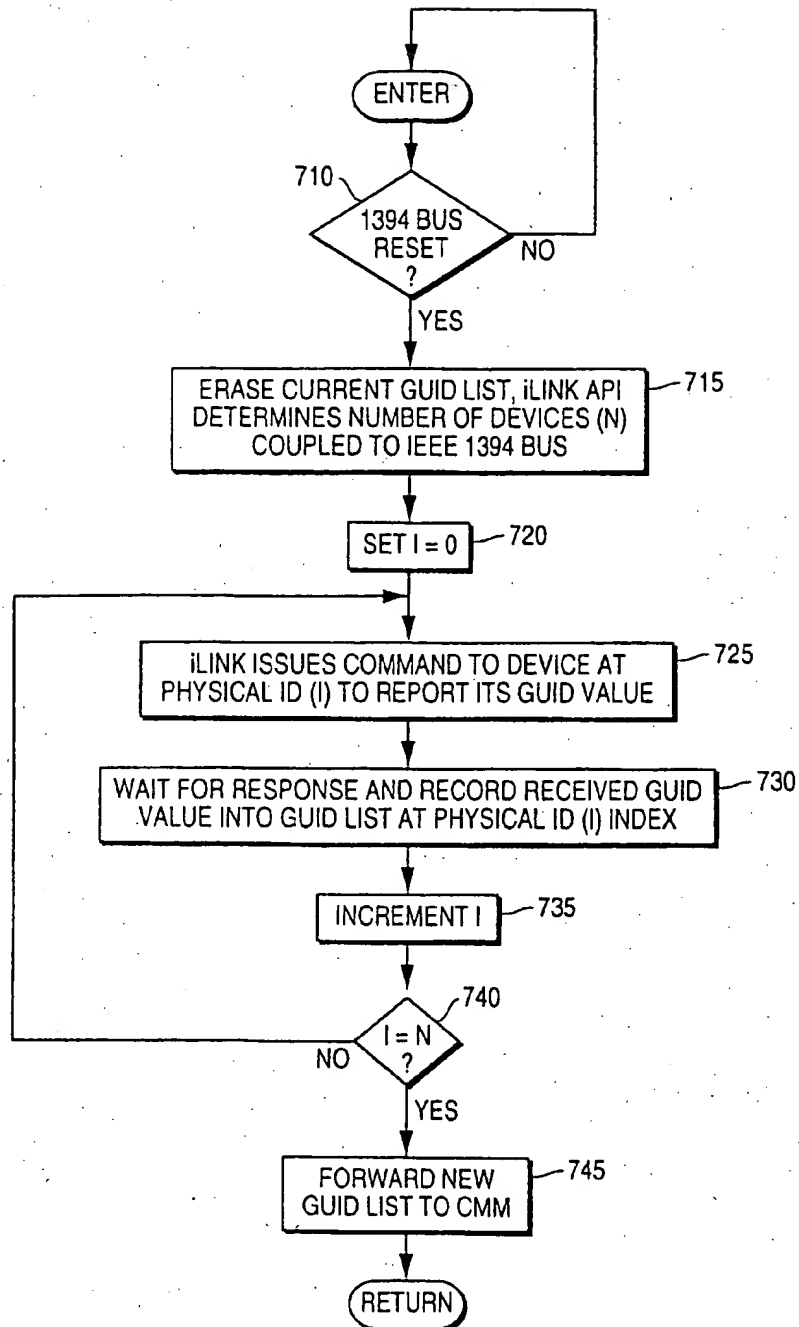 ENTER
710
1394 BUS
RESET
?
NO
YES
ERASE CURRENT GUID LIST, iLINK API
DETERMINES NUMBER OF DEVICES (N)
COUPLED TO IEEE 1394 BUS
715
SET I = 0
720
iLINK ISSUES COMMAND TO DEVICE AT
PHYSICAL ID (I) TO REPORT ITS GUID VALUE
725
WAIT FOR RESPONSE AND RECORD RECEIVED GUID
VALUE INTO GUID LIST AT PHYSICAL ID (I) INDEX
730
INCREMENT I
735
740
I = N
?
NO
YES
FORWARD NEW
GUID LIST TO CMM
745
RETURN